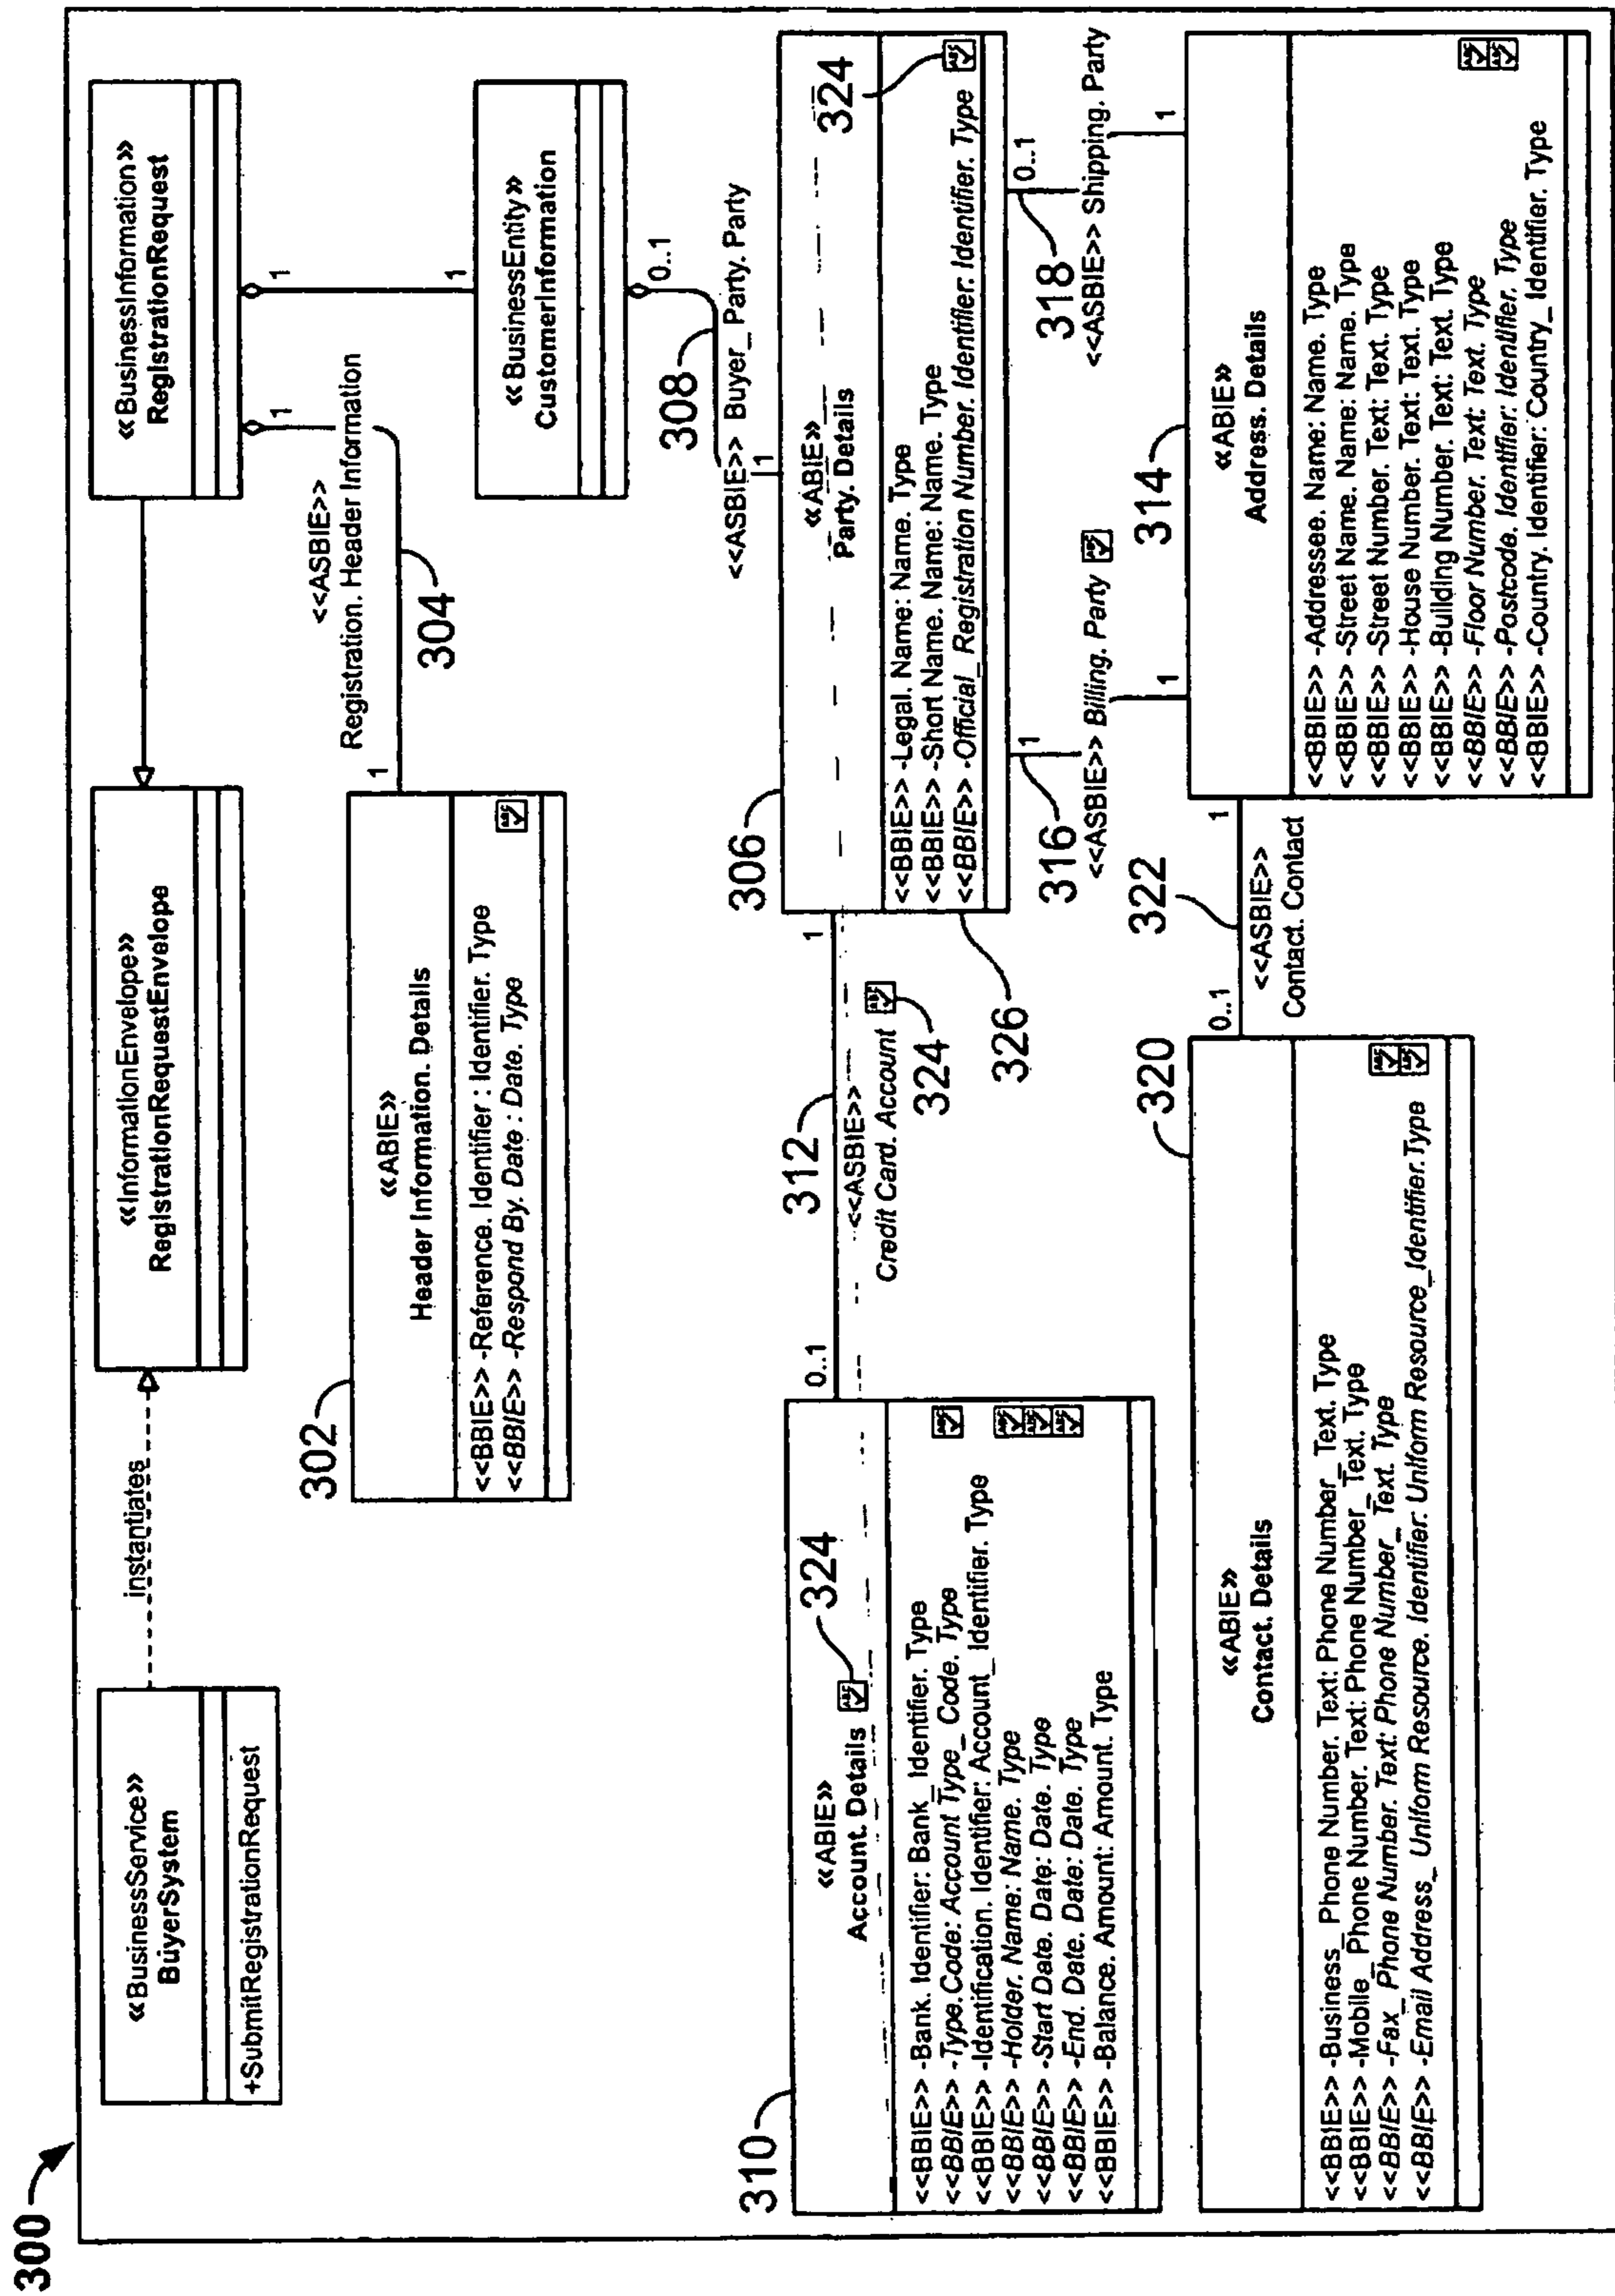 300
«BusinessService»
BuyerSystem
+SubmitRegistrationRequest
instantiates
«InformationEnvelope»
RegistrationRequestEnvelope
«BusinessInformation»
RegistrationRequest
302
«ABIE»
Header Information. Details
<<BBIE>> -Reference. Identifier : Identifier. Type
<<BBIE>> -Respond By. Date : Date. Type
1
1
<<ASBIE>>
Registration. Header Information
304
1
1
«BusinessEntity»
CustomerInformation
0..1
308
<<ASBIE>> Buyer_ Party. Party
1
310
«ABIE»
Account. Details
324
<<BBIE>> -Bank. Identifier: Bank_ Identifier. Type
<<BBIE>> -Type. Code: Account Type_ Code. Type
<<BBIE>> -Identification. Identifier: Account_ Identifier. Type
<<BBIE>> -Holder. Name: Name. Type
<<BBIE>> -Start Date. Date: Date. Type
<<BBIE>> -End. Date. Date: Date. Type
<<BBIE>> -Balance. Amount: Amount. Type
0..1
312
1
<<ASBIE>>
Credit Card. Account
324
326
306
«ABIE»
Party. Details
324
<<BBIE>> -Legal. Name: Name. Type
<<BBIE>> -Short Name. Name: Name. Type
<<BBIE>> -Official_ Registration Number. Identifier: Identifier. Type
316
1
<<ASBIE>> Billing. Party
1
318
0..1
<<ASBIE>> Shipping. Party
1
320
«ABIE»
Contact. Details
<<BBIE>> -Business_ Phone Number. Text: Phone Number_ Text. Type
<<BBIE>> -Mobile_ Phone Number. Text: Phone Number_ Text. Type
<<BBIE>> -Fax_ Phone Number. Text: Phone Number_ Text. Type
<<BBIE>> -Email Address_ Uniform Resource. Identifier: Uniform Resource_Identifier.Type
0..1
322
1
<<ASBIE>>
Contact. Contact
314
«ABIE»
Address. Details
<<BBIE>> -Addressee. Name: Name. Type
<<BBIE>> -Street Name. Name: Name. Type
<<BBIE>> -Street Number. Text: Text. Type
<<BBIE>> -House Number. Text: Text. Type
<<BBIE>> -Building Number. Text: Text. Type
<<BBIE>> -Floor Number. Text: Text. Type
<<BBIE>> -Postcode. Identifier: Identifier. Type
<<BBIE>> -Country. Identifier: Country_ Identifier. Type